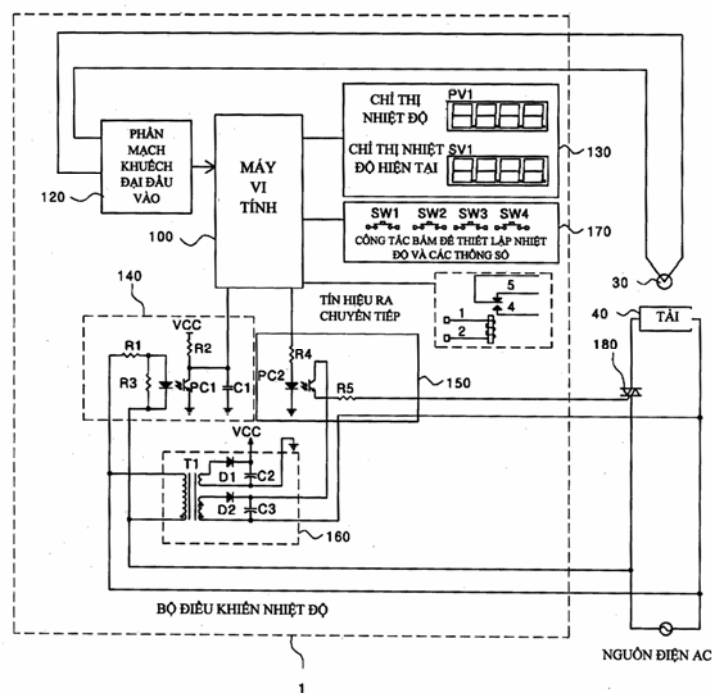 PHẦN
MẠCH
KHUẾCH
ĐẠI ĐẦU
VÀO
120
MÁY
VI
TÍNH
100
CHỈ THỊ
NHIỆT ĐỘ
PV1
CHỈ THỊ NHIỆT
ĐỘ HIỆN TẠI
SV1
130
SW1 SW2 SW3 SW4
CÔNG TẮC BẤM ĐỂ THIẾT LẬP NHIỆT
ĐỘ VÀ CÁC THÔNG SỐ
170
30
TÍN HIỆU RA
CHUYỂN TIẾP
5
4
1
2
40
TẢI
180
140
VCC
R1
R2
R3
PC1
C1
R4
PC2
R5
150
VCC
T1
D1
C2
D2
C3
160
BỘ ĐIỀU KHIỂN NHIỆT ĐỘ
NGUỒN ĐIỆN AC
1